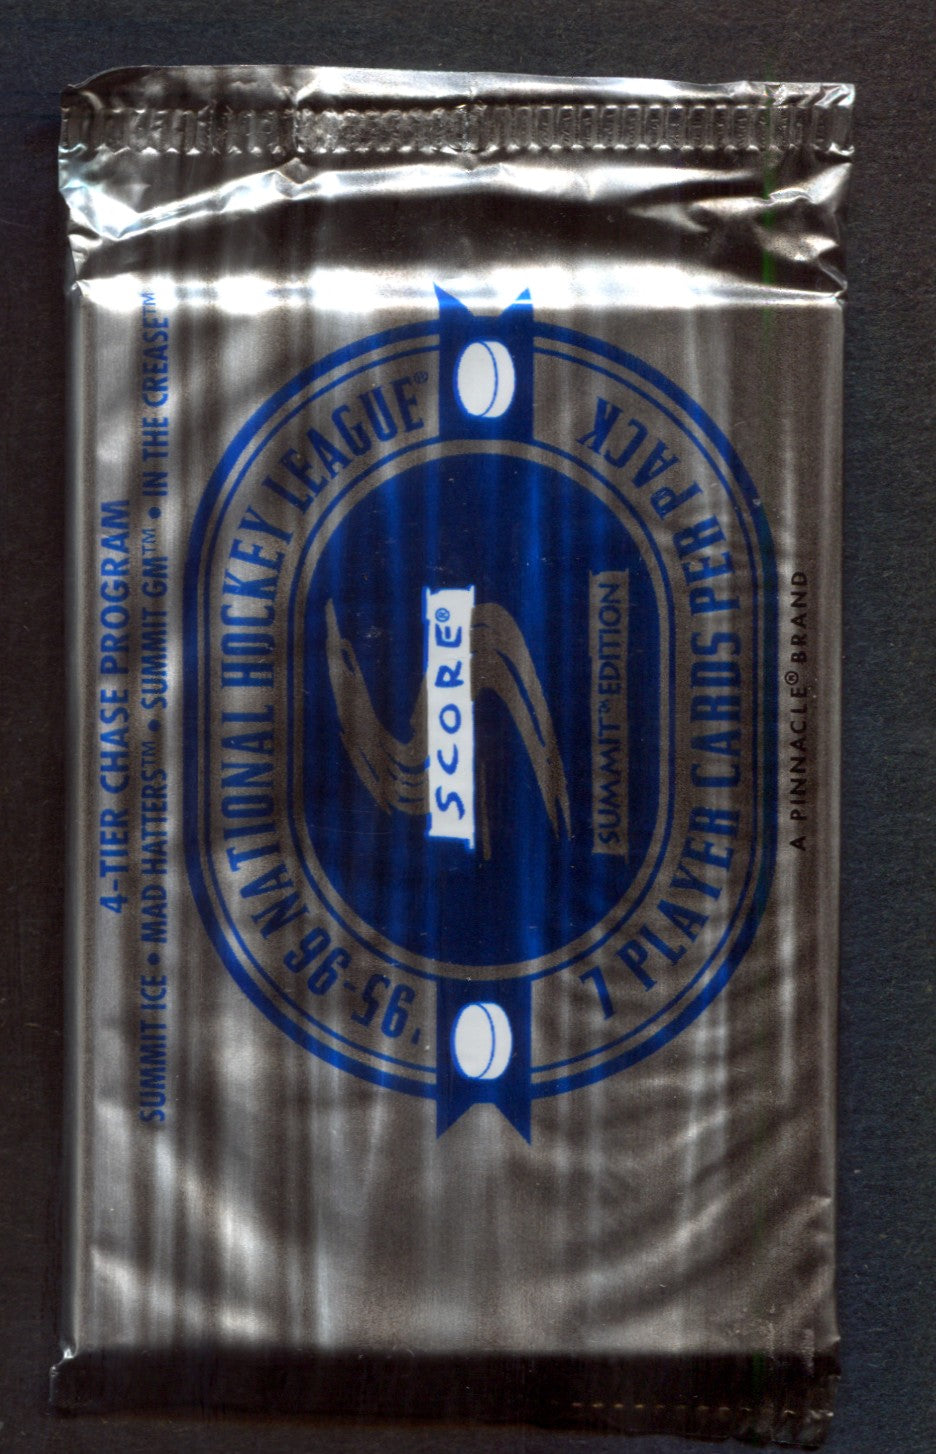 4-TIER CHASE PROGRAM
SUMMIT ICE • MAD HATTERS™ • SUMMIT GM™ • IN THE CREASE™
'95-96 NATIONAL HOCKEY LEAGUE®
SCORE®
SUMMIT™ EDITION
7 PLAYER CARDS PER PACK
A PINNACLE® BRAND